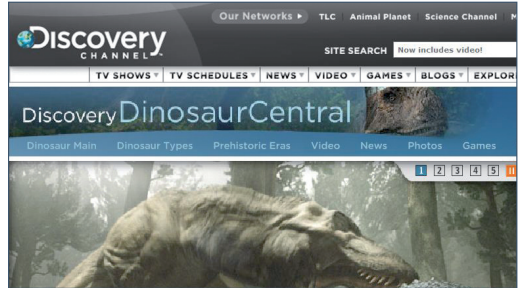 Our Networks TLC Animal Planet Science Channel
Discovery
CHANNEL
SITE SEARCH Now includes video!
TV SHOWS TV SCHEDULES NEWS VIDEO GAMES BLOGS EXPLOR
Discovery DinosaurCentral
Dinosaur Main Dinosaur Types Prehistoric Eras Video News Photos Games
1 2 3 4 5